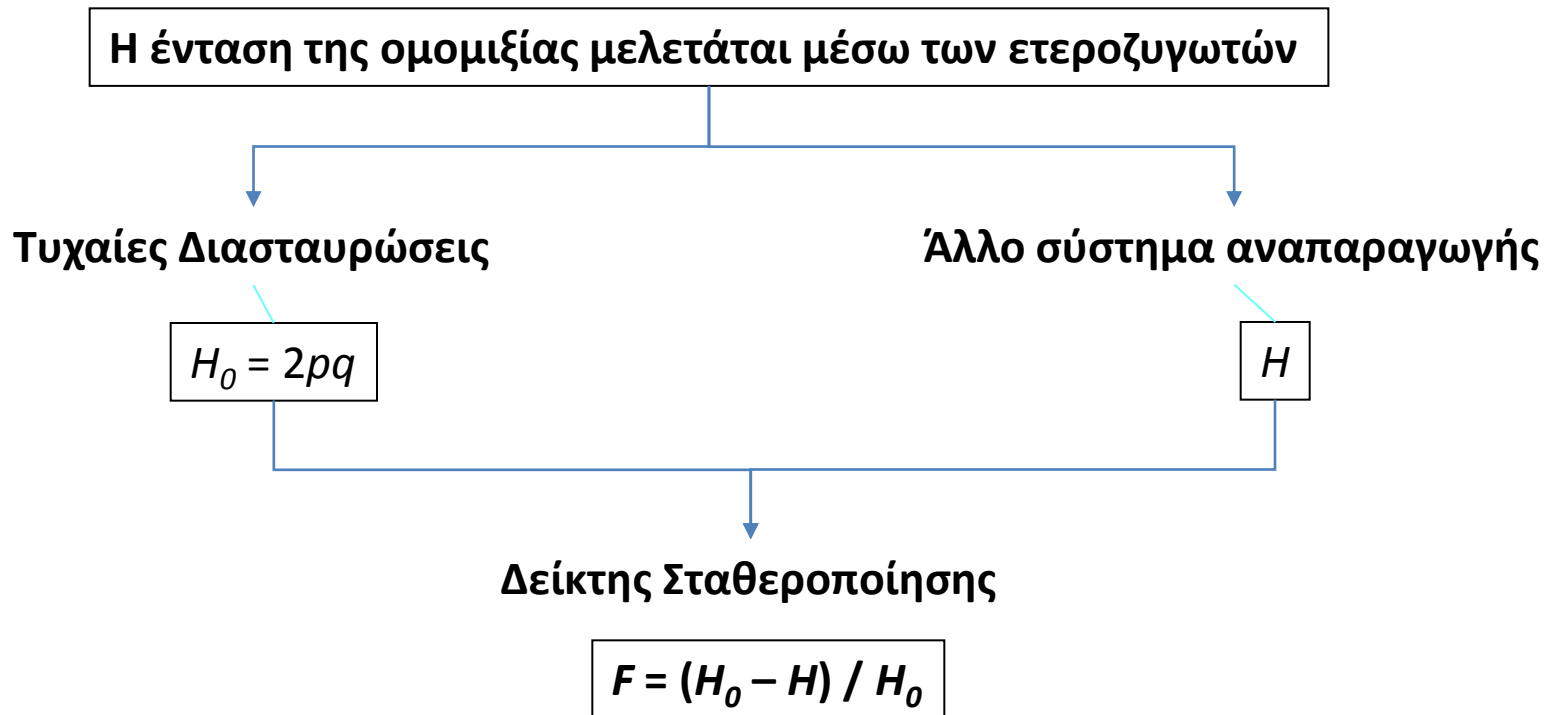 Η ένταση της ομομιξίας μελετάται μέσω των ετεροζυγωτών
Τυχαίες Διασταυρώσεις
Άλλο σύστημα αναπαραγωγής
H₀ = 2pq
H
Δείκτης Σταθεροποίησης
F = (H₀ – H) / H₀